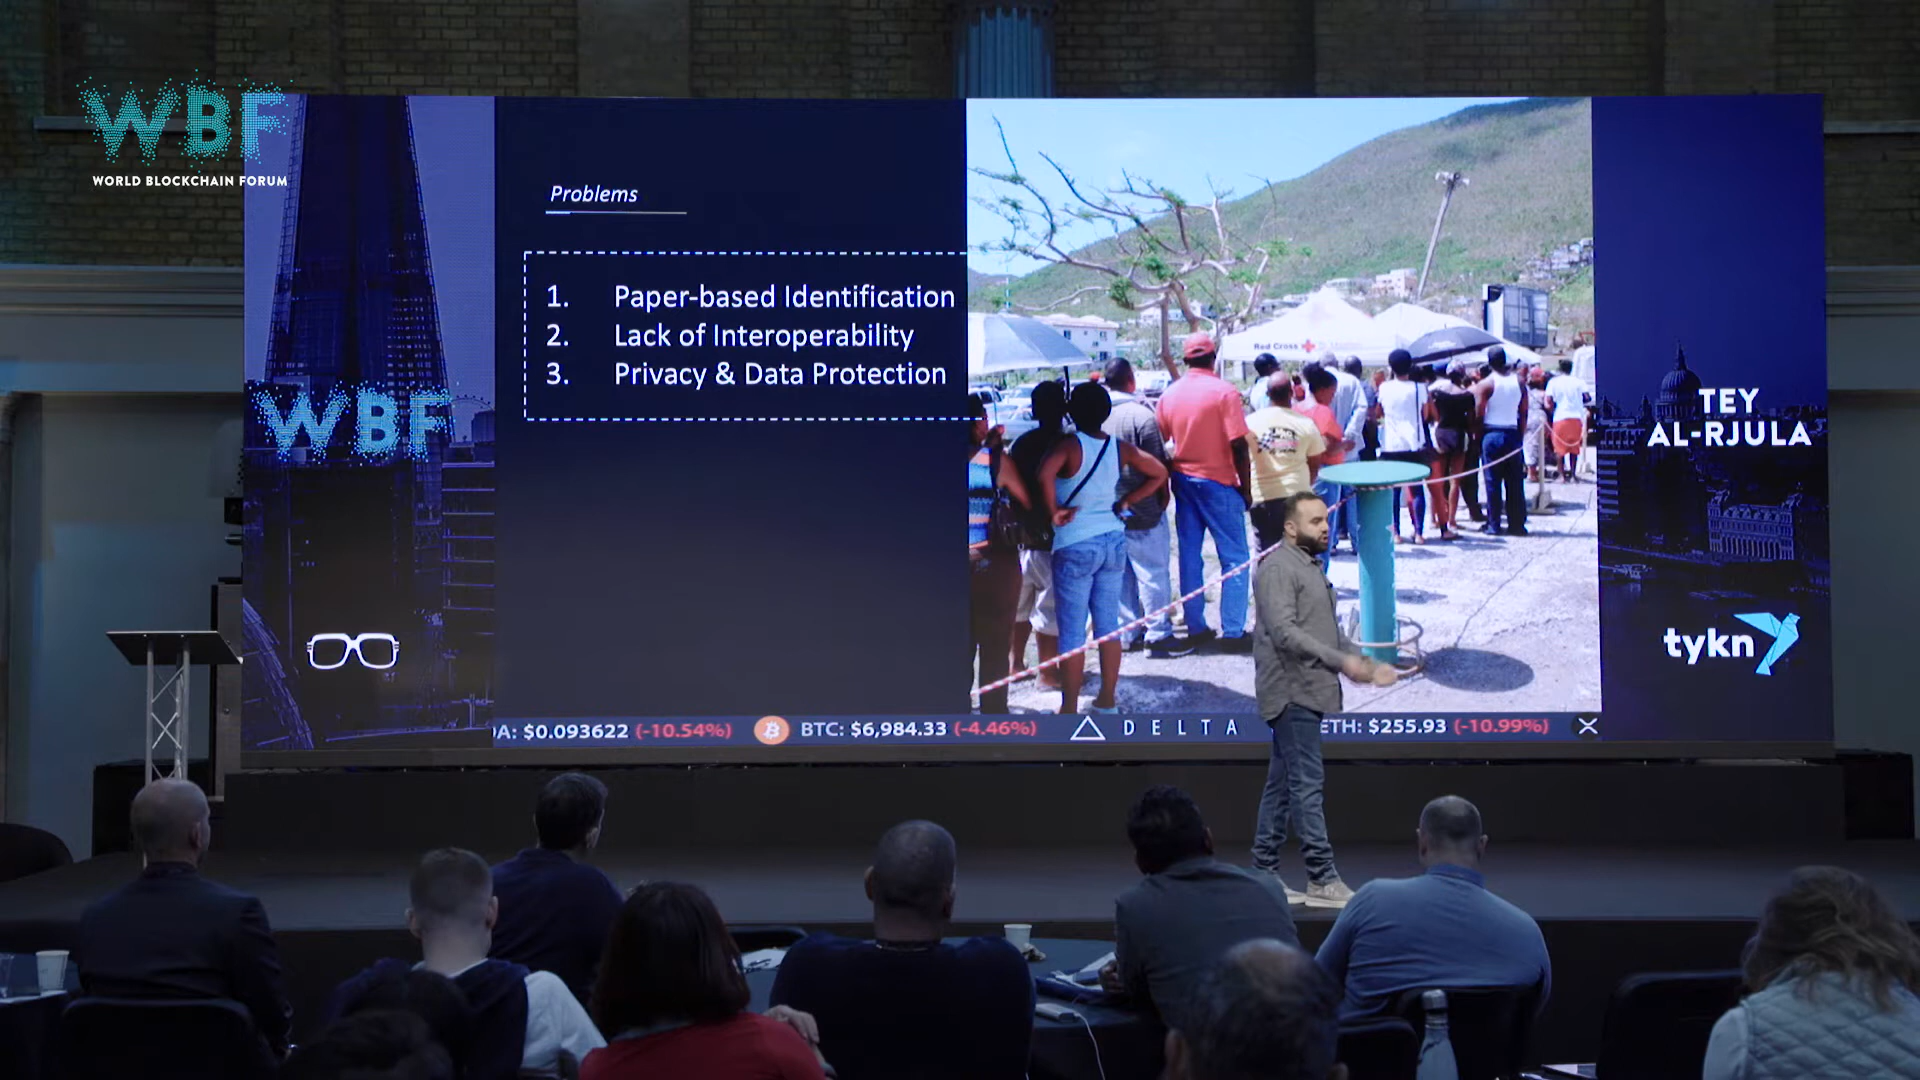 WBF
WORLD BLOCKCHAIN FORUM
Problems
1. Paper-based Identification
2. Lack of Interoperability
3. Privacy & Data Protection
Red Cross
WBF
TEY
AL-RJULA
tykn
A: $0.093622 (-10.54%) BTC: $6,984.33 (-4.46%) DELTA ETH: $255.93 (-10.99%)